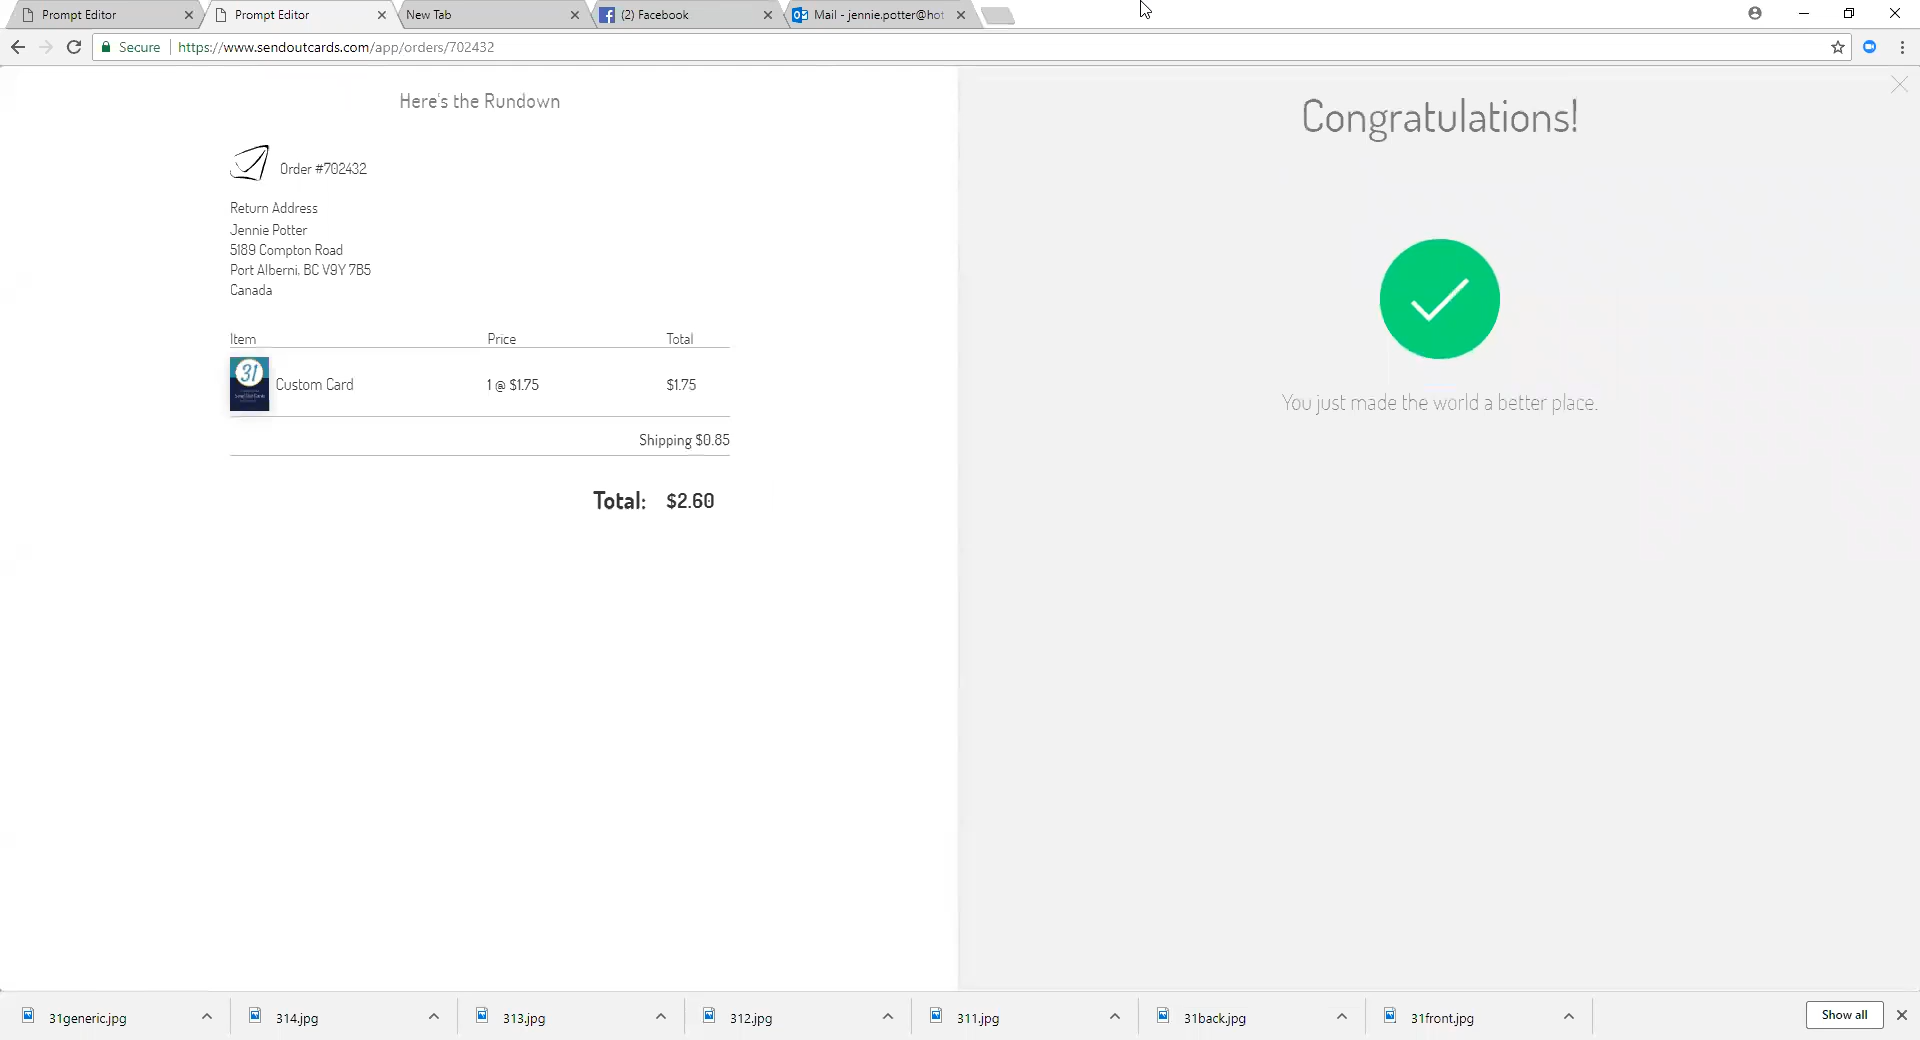 Prompt Editor
Prompt Editor
New Tab
(2) Facebook
Mail - jennie.potter@hot
Secure
https://www.sendoutcards.com/app/orders/702432
Here's the Rundown
Order #702432
Return Address
Jennie Potter
5189 Compton Road
Port Alberni, BC V9Y 7B5
Canada
Item Price Total
31
Custom Card 1 @ $1.75 $1.75
Shipping $0.85
Total: $2.60
Congratulations!
You just made the world a better place.
31generic.jpg
314.jpg
313.jpg
312.jpg
311.jpg
31back.jpg
31front.jpg
Show all